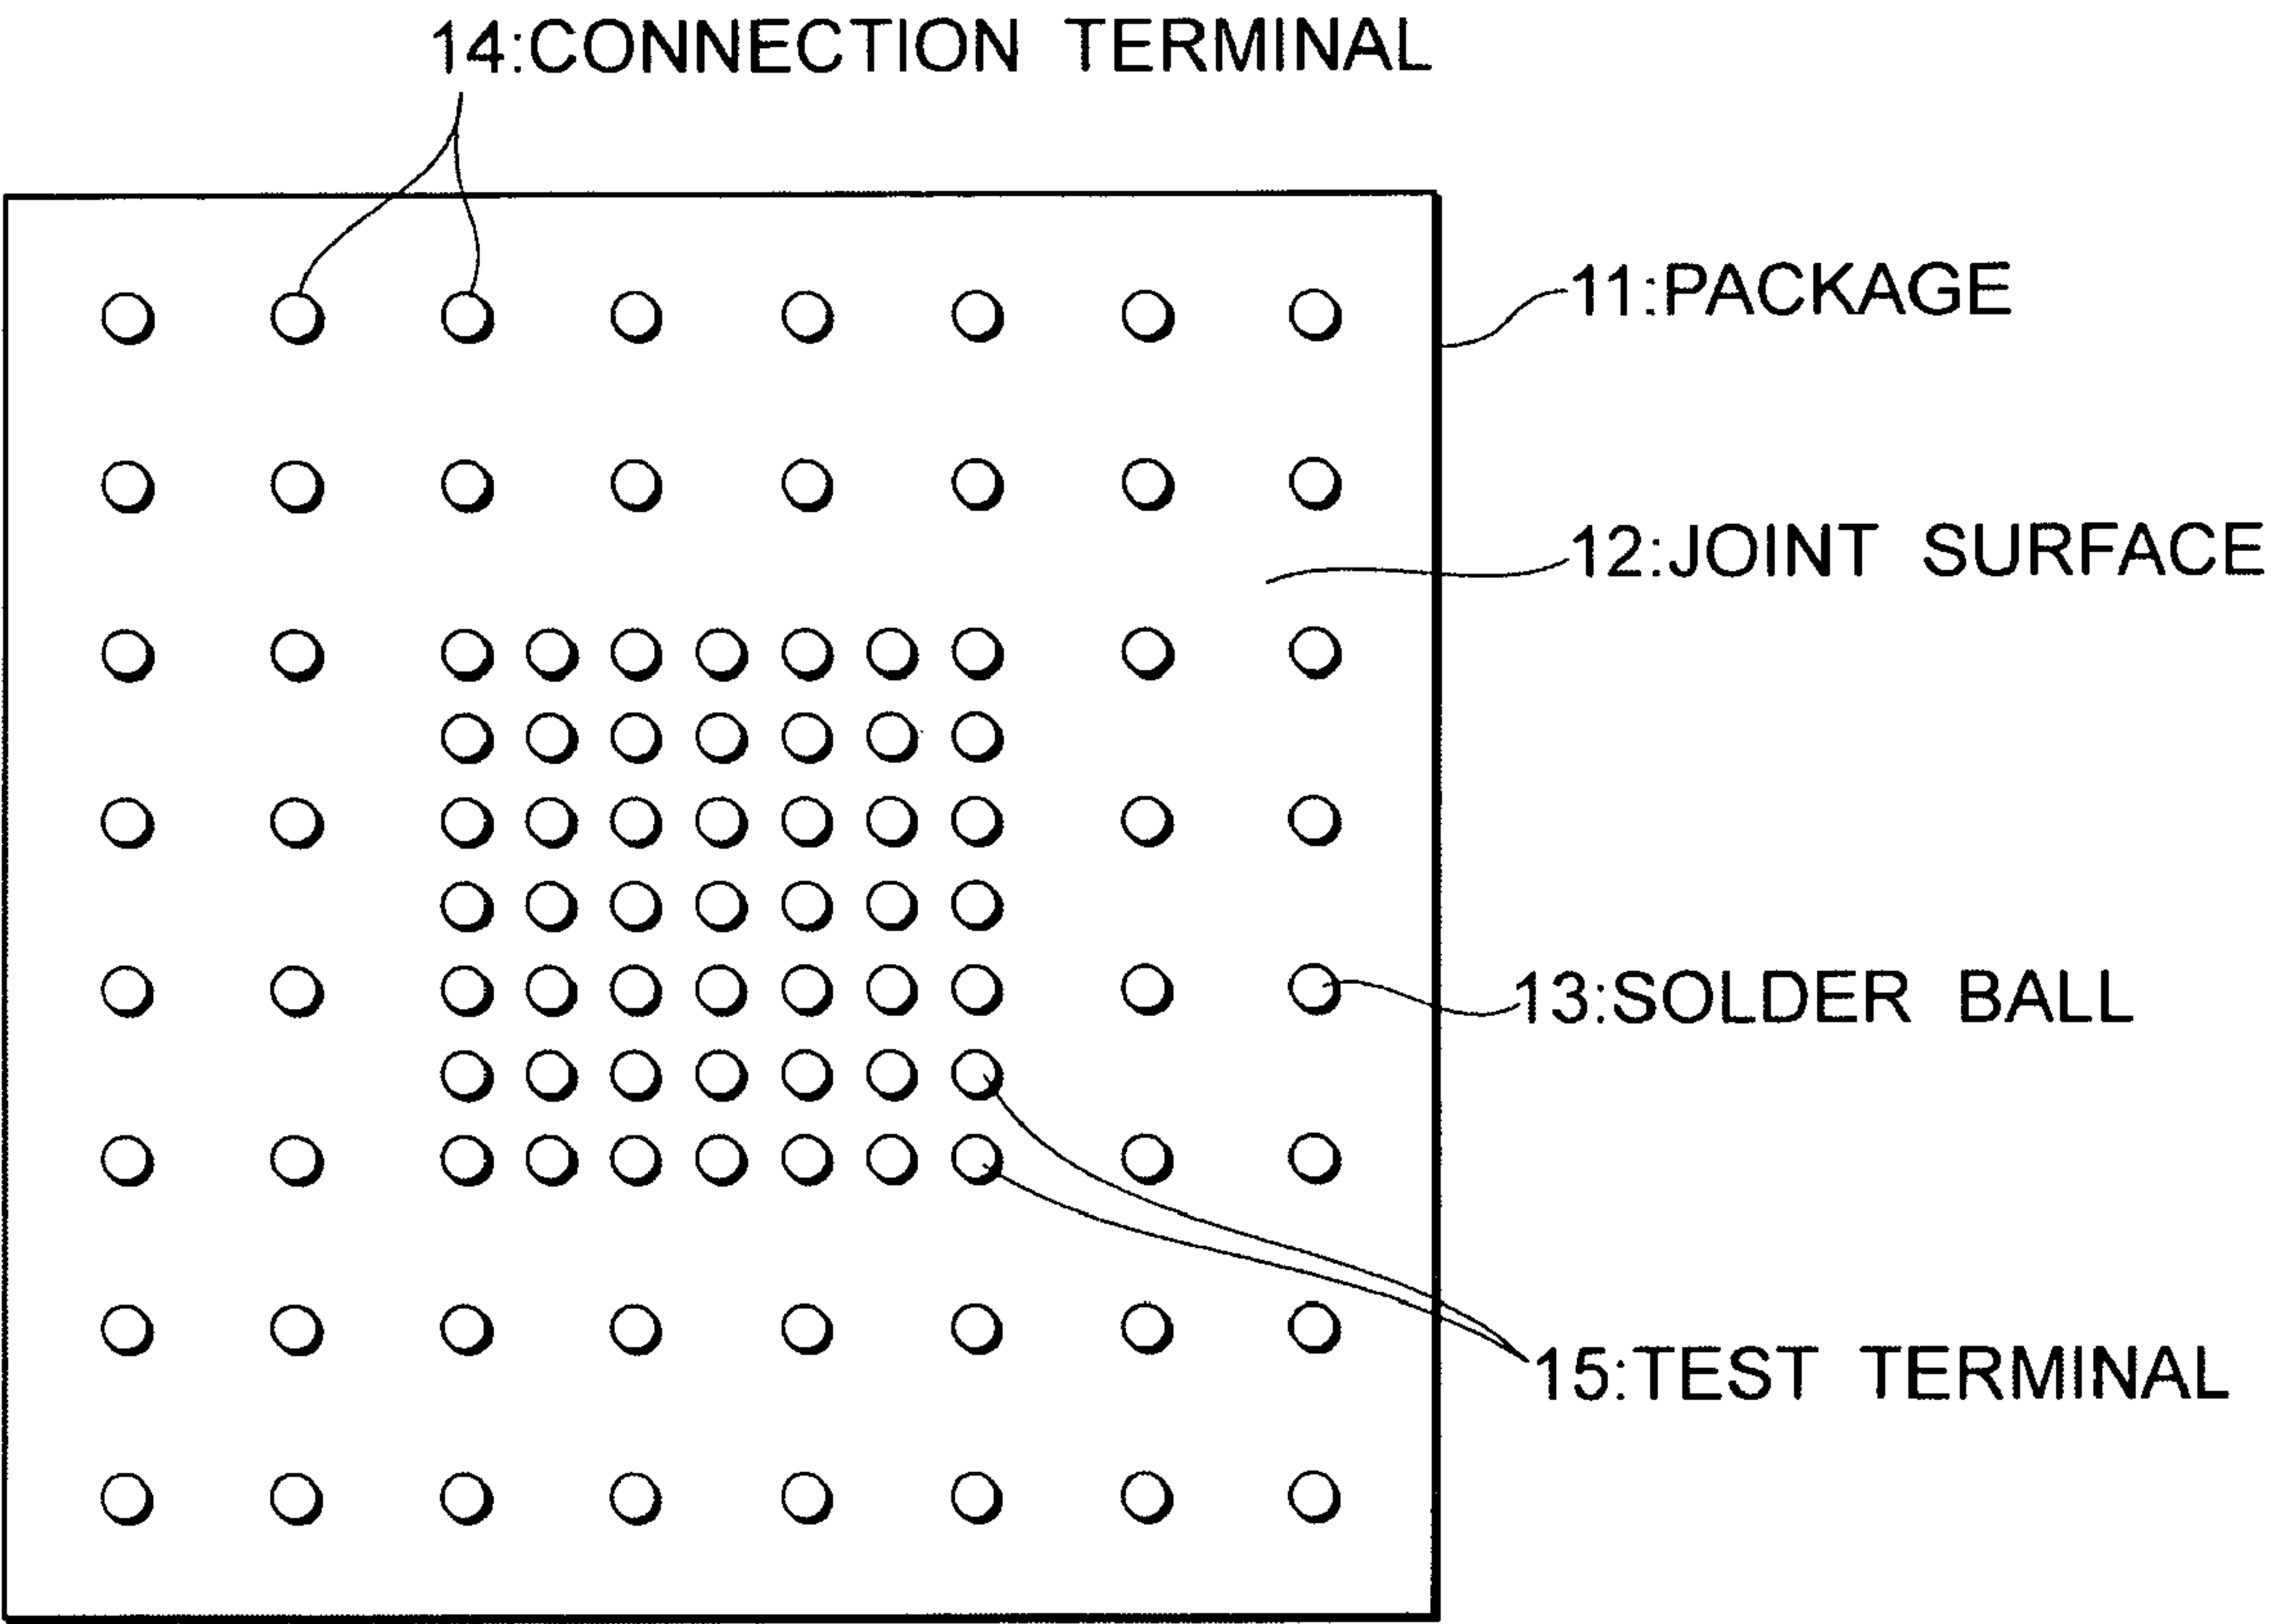 14:CONNECTION TERMINAL
11:PACKAGE
12:JOINT SURFACE
13:SOLDER BALL
15:TEST TERMINAL